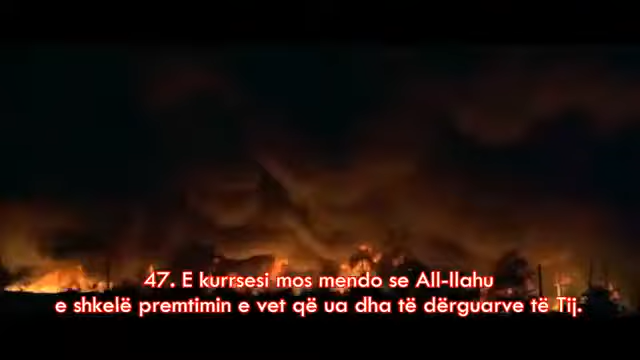 47. E kurrsesi mos mendo se All-llahu
e shkelë premtimin e vet që ua dha të dërguarve të Tij.